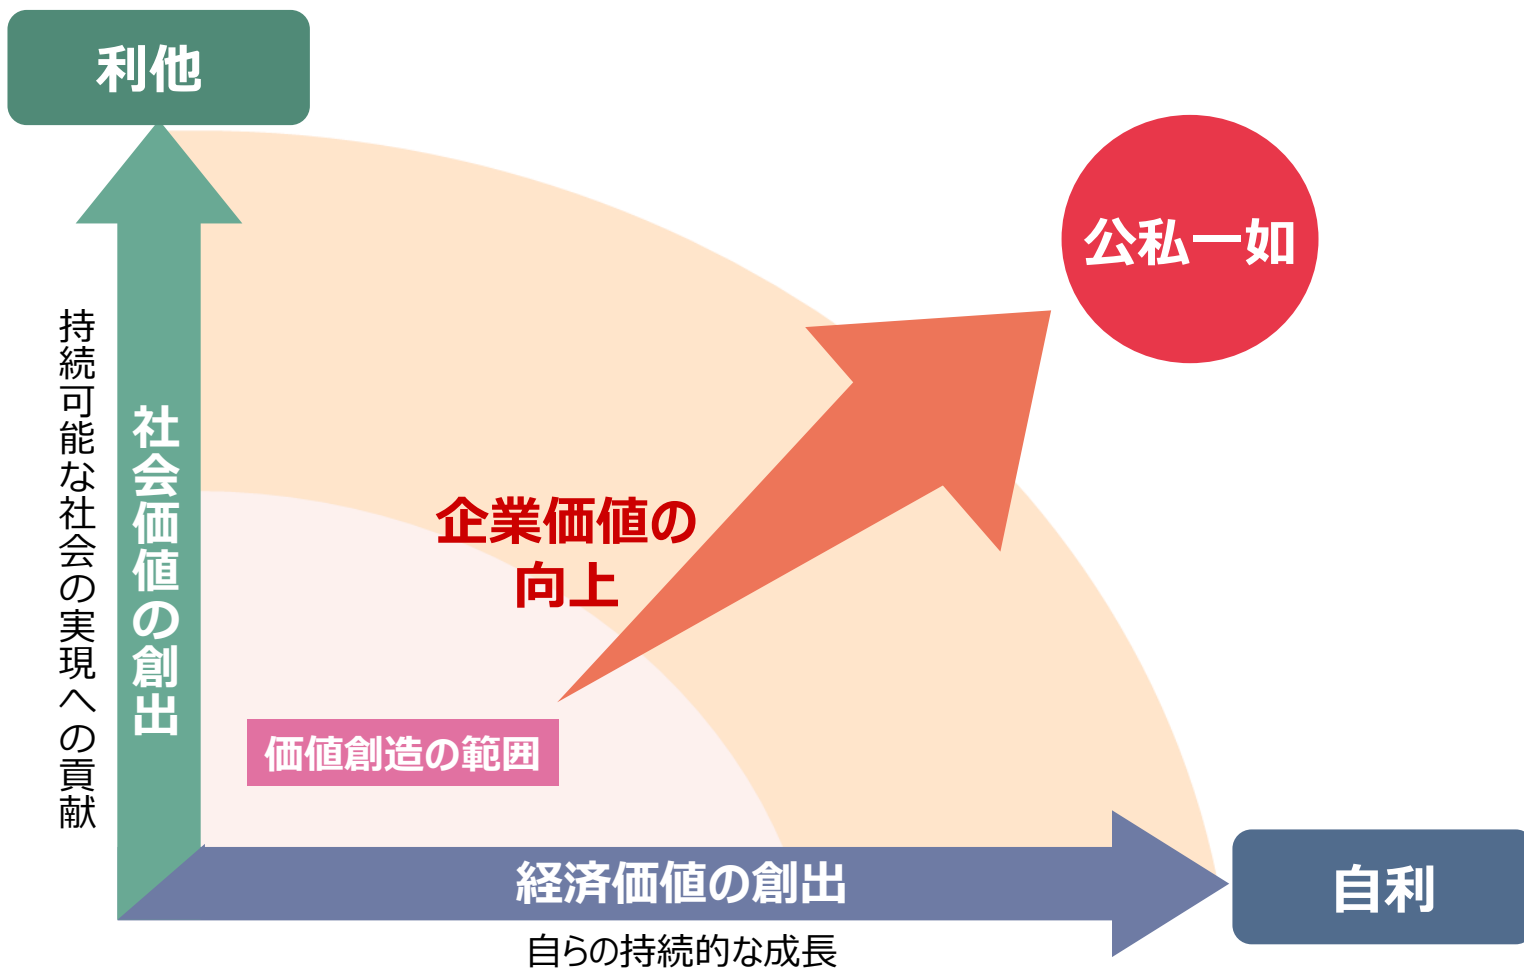 利他
公私一如
持続可能な社会の実現への貢献
社会価値の創出
企業価値の
向上
価値創造の範囲
経済価値の創出
自利
自らの持続的な成長